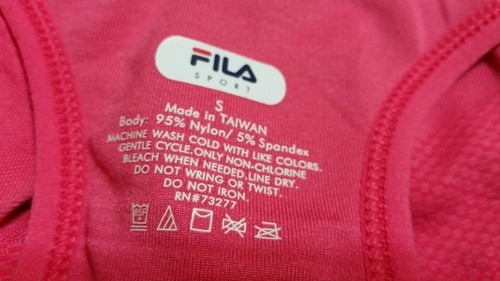 FILA
SPORT
S
Made in TAIWAN
Body: 95% Nylon/ 5% Spandex
MACHINE WASH COLD WITH LIKE COLORS.
GENTLE CYCLE.ONLY NON-CHLORINE
BLEACH WHEN NEEDED.LINE DRY.
DO NOT WRING OR TWIST.
DO NOT IRON.
RN#73277